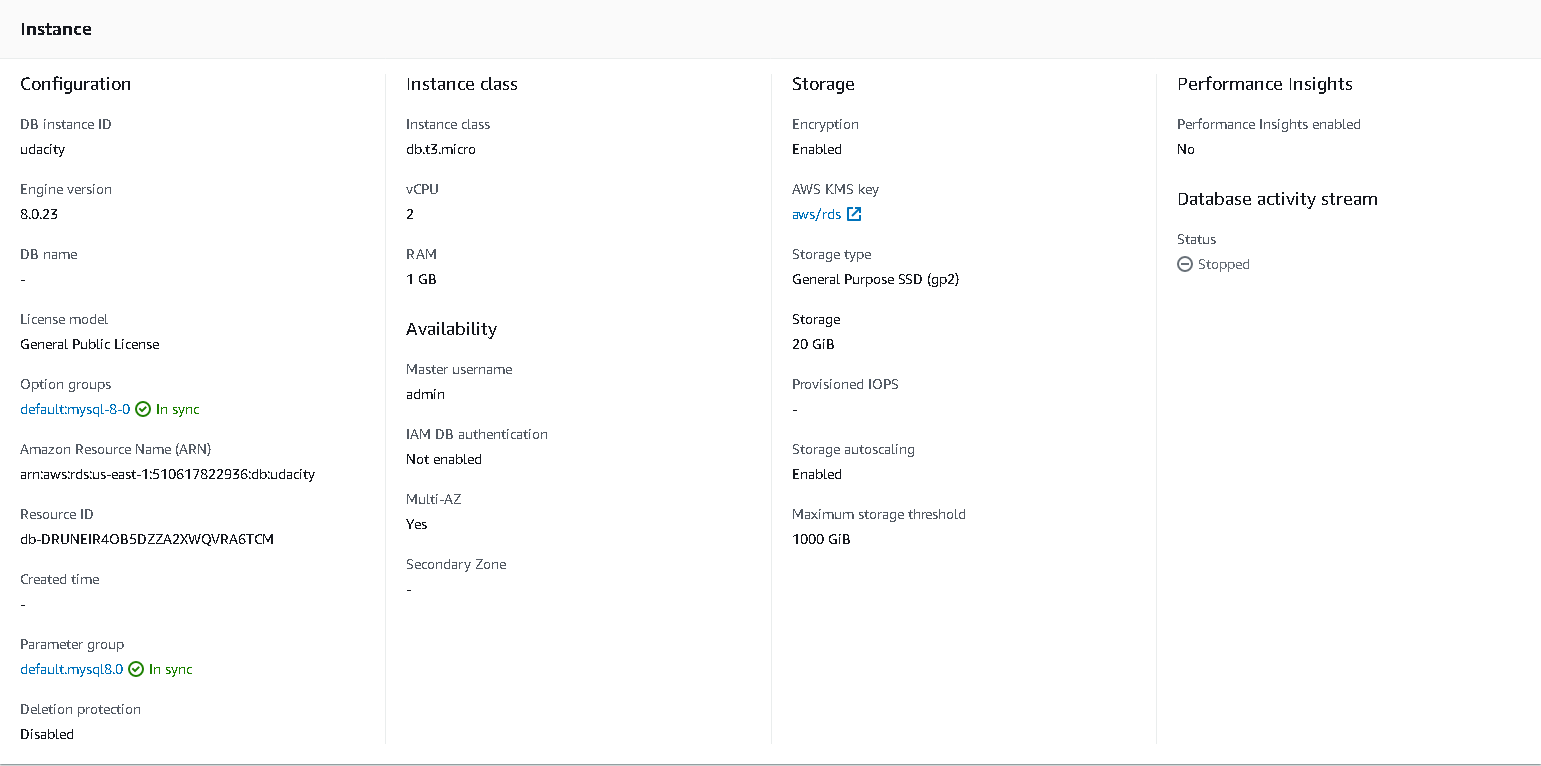 Instance
Configuration
DB instance ID
udacity
Engine version
8.0.23
DB name
-
License model
General Public License
Option groups
default:mysql-8-0 In sync
Amazon Resource Name (ARN)
arn:aws:rds:us-east-1:510617822936:db:udacity
Resource ID
db-DRUNEIR4OB5DZZA2XWQVRA6TCM
Created time
-
Parameter group
default.mysql8.0 In sync
Deletion protection
Disabled
Instance class
Instance class
db.t3.micro
vCPU
2
RAM
1 GB
Availability
Master username
admin
IAM DB authentication
Not enabled
Multi-AZ
Yes
Secondary Zone
-
Storage
Encryption
Enabled
AWS KMS key
aws/rds
Storage type
General Purpose SSD (gp2)
Storage
20 GiB
Provisioned IOPS
-
Storage autoscaling
Enabled
Maximum storage threshold
1000 GiB
Performance Insights
Performance Insights enabled
No
Database activity stream
Status
Stopped